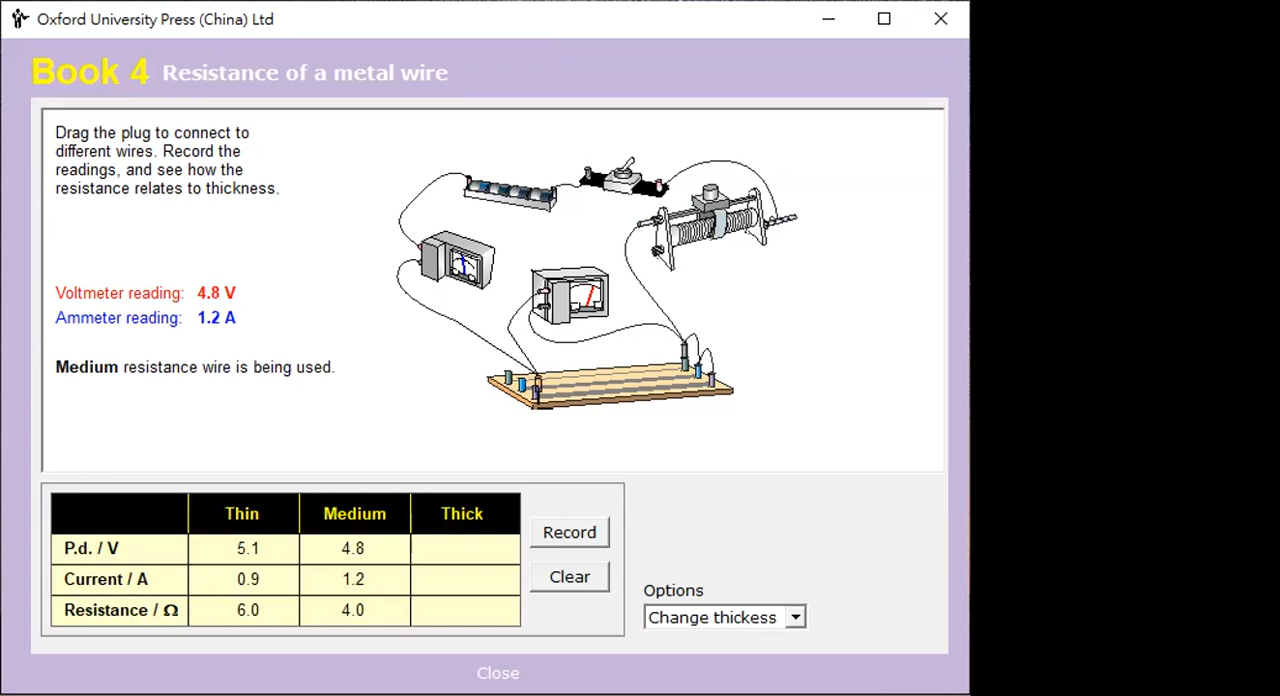 Oxford University Press (China) Ltd
Book 4 Resistance of a metal wire
Drag the plug to connect to
different wires. Record the
readings, and see how the
resistance relates to thickness.
Voltmeter reading: 4.8 V
Ammeter reading: 1.2 A
Medium resistance wire is being used.
Thin Medium Thick
P.d. / V 5.1 4.8
Current / A 0.9 1.2
Resistance / Ω 6.0 4.0
Record
Clear
Options
Change thickess
Close